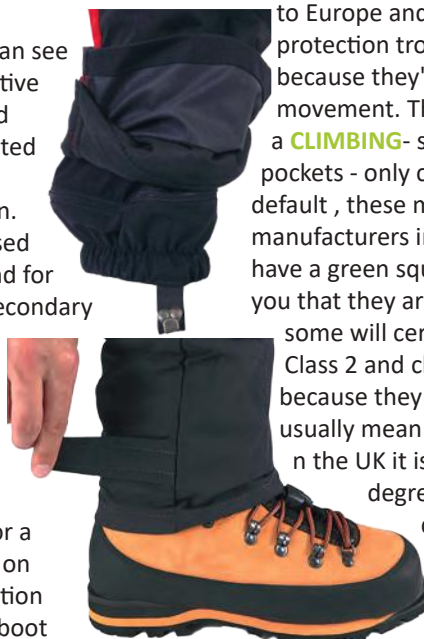 an see
tive
d
ted
n.
sed
nd for
econdary
or a
on
tion
boot
to Europe and
protection tro
because they'
movement. Th
a CLIMBING- s
pockets - only o
default , these m
manufacturers in
have a green squ
you that they ar
some will cer
Class 2 and c
because they
usually mean
n the UK it is
degre